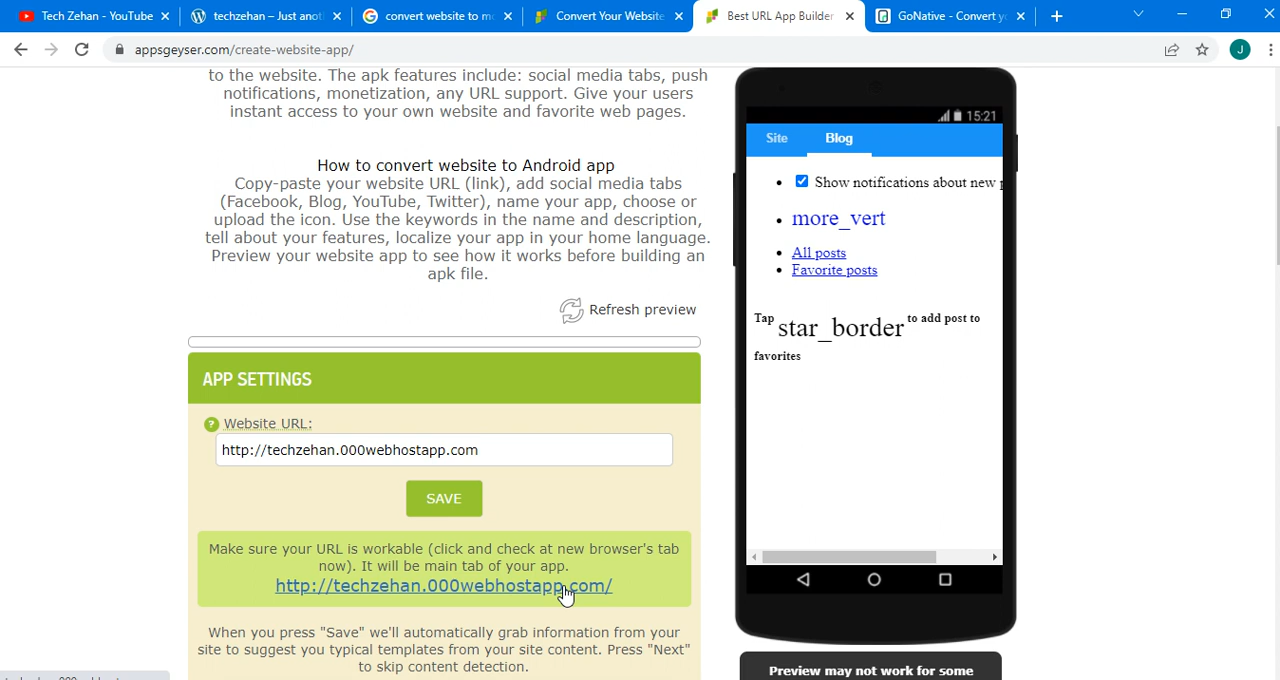 Tech Zehan - YouTube
techzehan – Just anot
convert website to m
Convert Your Website
Best URL App Builder
GoNative - Convert y
appsgeyser.com/create-website-app/
J
to the website. The apk features include: social media tabs, push
notifications, monetization, any URL support. Give your users
instant access to your own website and favorite web pages.
How to convert website to Android app
Copy-paste your website URL (link), add social media tabs
(Facebook, Blog, YouTube, Twitter), name your app, choose or
upload the icon. Use the keywords in the name and description,
tell about your features, localize your app in your home language.
Preview your website app to see how it works before building an
apk file.
Refresh preview
APP SETTINGS
? Website URL:
http://techzehan.000webhostapp.com
SAVE
Make sure your URL is workable (click and check at new browser's tab
now). It will be main tab of your app.
http://techzehan.000webhostapp.com/
When you press "Save" we'll automatically grab information from your
site to suggest you typical templates from your site content. Press "Next"
to skip content detection.
15:21
Site Blog
Show notifications about new p
more_vert
All posts
Favorite posts
Tap star_border to add post to
favorites
Preview may not work for some